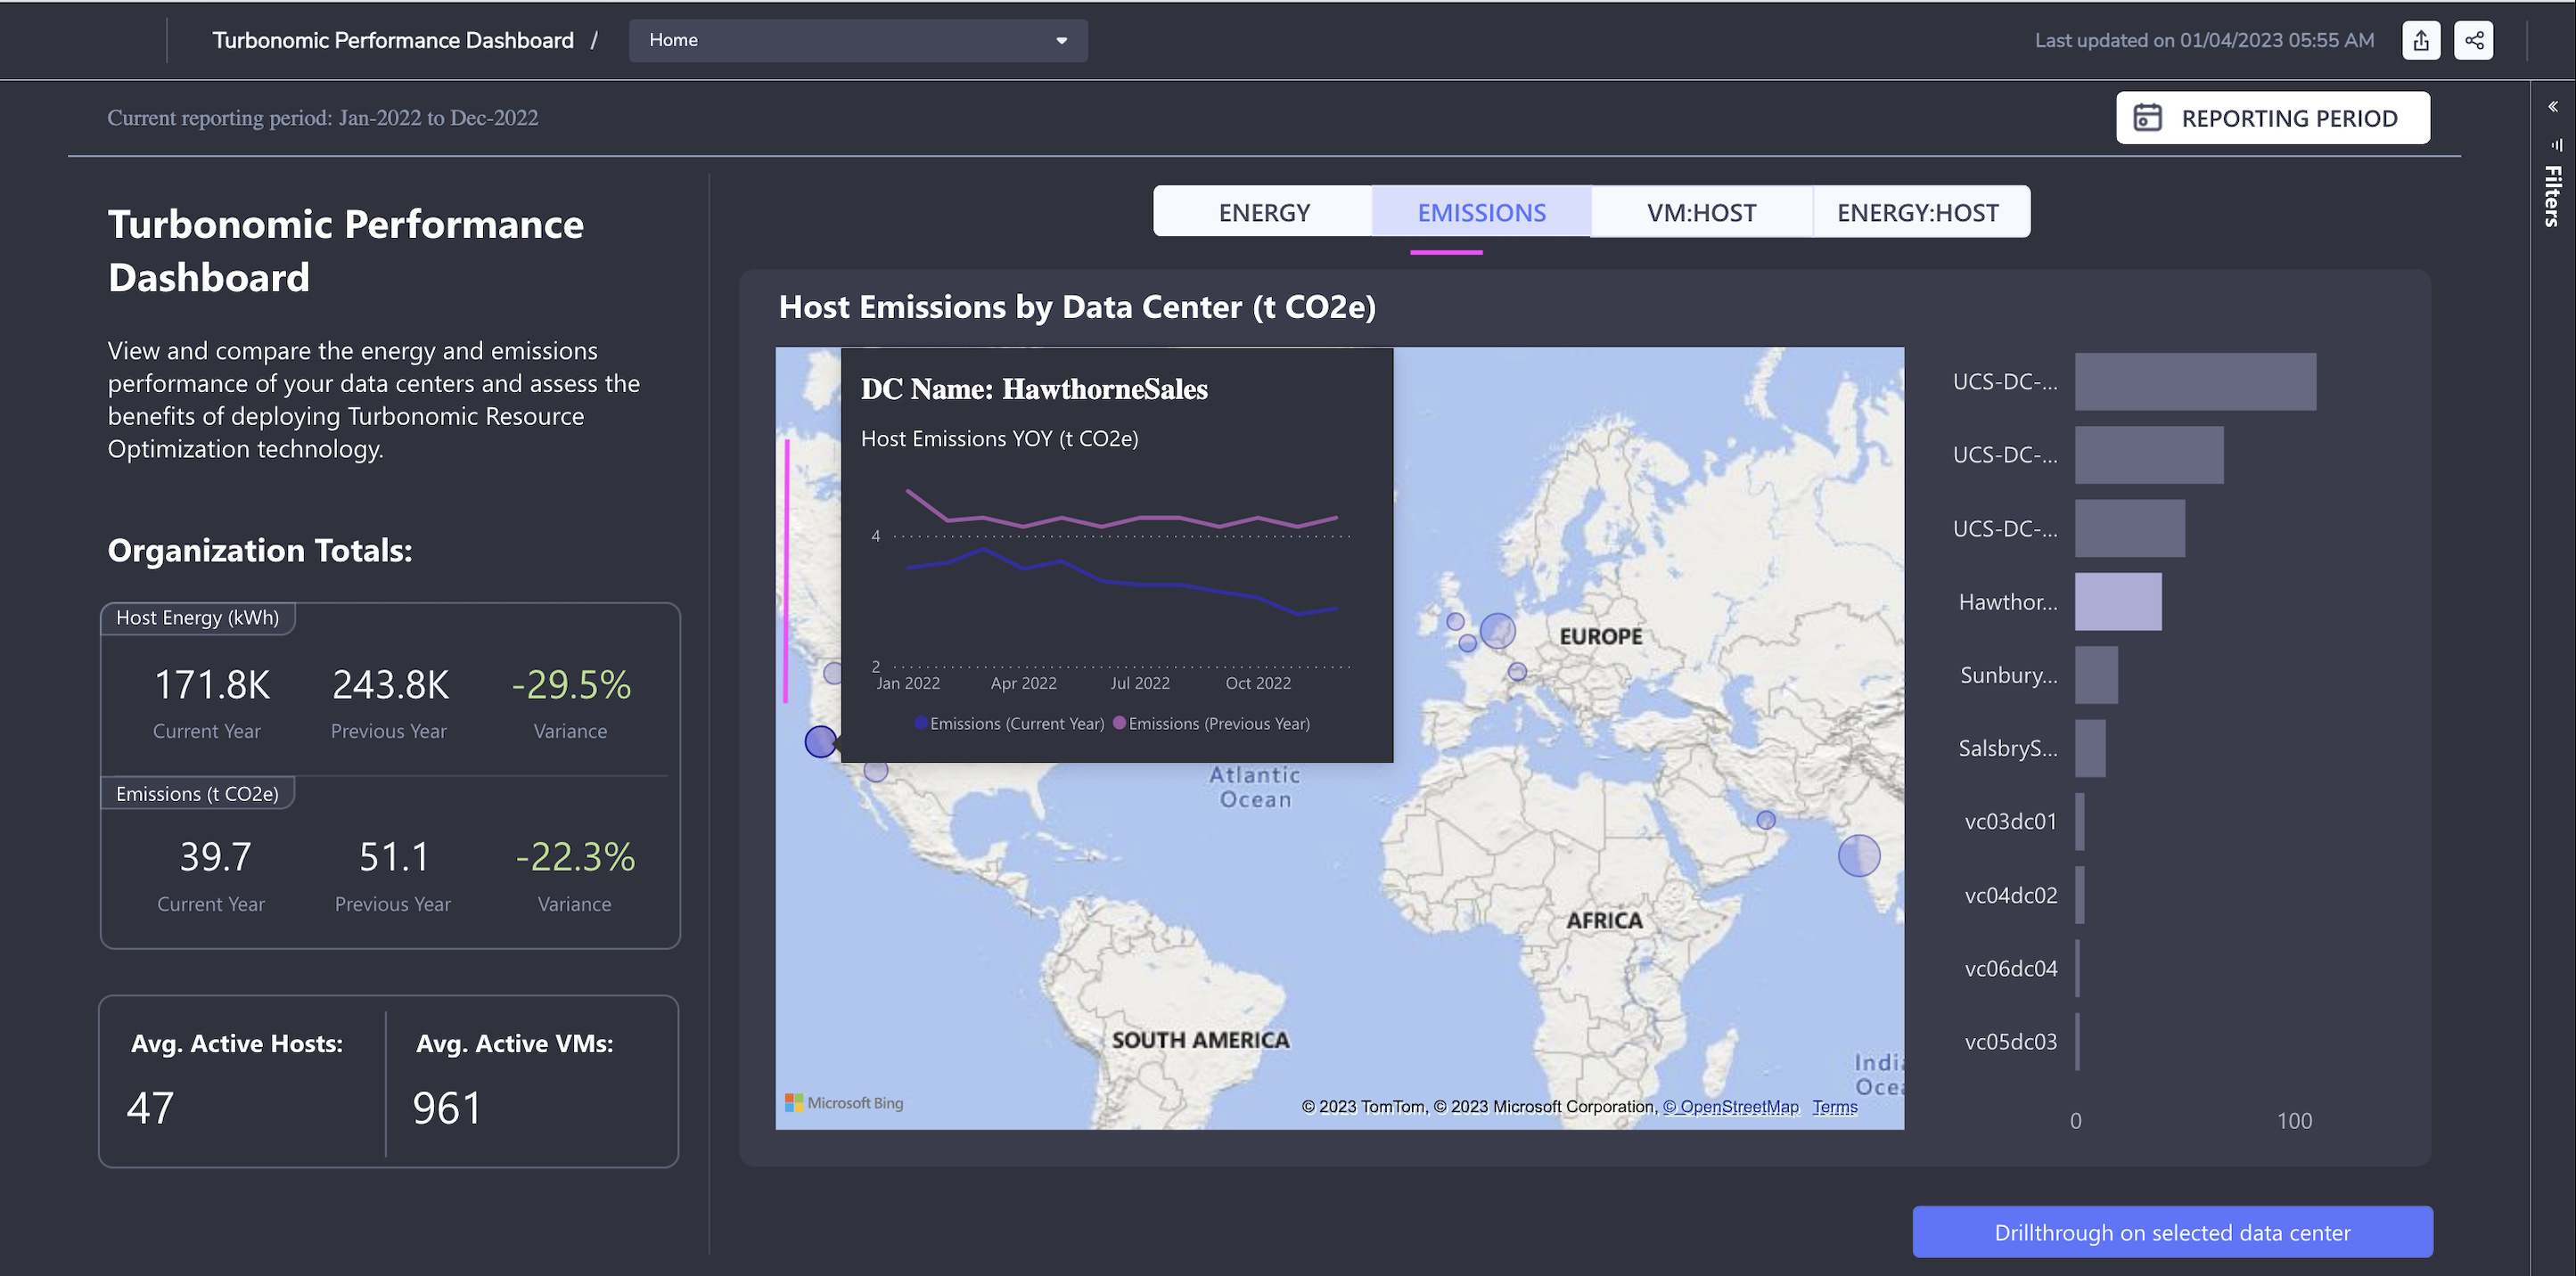 Turbonomic Performance Dashboard /
Home
Last updated on 01/04/2023 05:55 AM
Current reporting period: Jan-2022 to Dec-2022
REPORTING PERIOD
Filters
Turbonomic Performance
Dashboard
View and compare the energy and emissions
performance of your data centers and assess the
benefits of deploying Turbonomic Resource
Optimization technology.
Organization Totals:
Host Energy (kWh)
171.8K 243.8K -29.5%
Current Year Previous Year Variance
Emissions (t CO2e)
39.7 51.1 -22.3%
Current Year Previous Year Variance
Avg. Active Hosts: Avg. Active VMs:
47 961
ENERGY EMISSIONS VM:HOST ENERGY:HOST
Host Emissions by Data Center (t CO2e)
DC Name: HawthorneSales
Host Emissions YOY (t CO2e)
4
2
Jan 2022 Apr 2022 Jul 2022 Oct 2022
Emissions (Current Year) Emissions (Previous Year)
EUROPE
Atlantic
Ocean
AFRICA
SOUTH AMERICA
India
Ocea
Microsoft Bing
© 2023 TomTom, © 2023 Microsoft Corporation, © OpenStreetMap Terms
UCS-DC-...
UCS-DC-...
UCS-DC-...
Hawthor...
Sunbury...
SalsbryS...
vc03dc01
vc04dc02
vc06dc04
vc05dc03
0 100
Drillthrough on selected data center